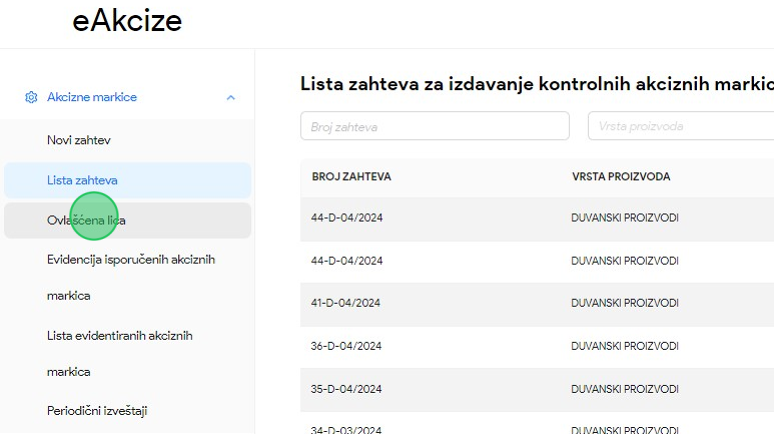 eAkcize
Akcizne markice
Novi zahtev
Lista zahteva
Ovlašćena lica
Evidencija isporučenih akciznih
markica
Lista evidentiranih akciznih
markica
Periodični izveštaji
Lista zahteva za izdavanje kontrolnih akciznih markic
Broj zahteva
Vrsta proizvoda
BROJ ZAHTEVA VRSTA PROIZVODA
44-D-04/2024 DUVANSKI PROIZVODI
44-D-04/2024 DUVANSKI PROIZVODI
41-D-04/2024 DUVANSKI PROIZVODI
36-D-04/2024 DUVANSKI PROIZVODI
35-D-04/2024 DUVANSKI PROIZVODI
34-D-03/2024 DUVANSKI PROIZVODI